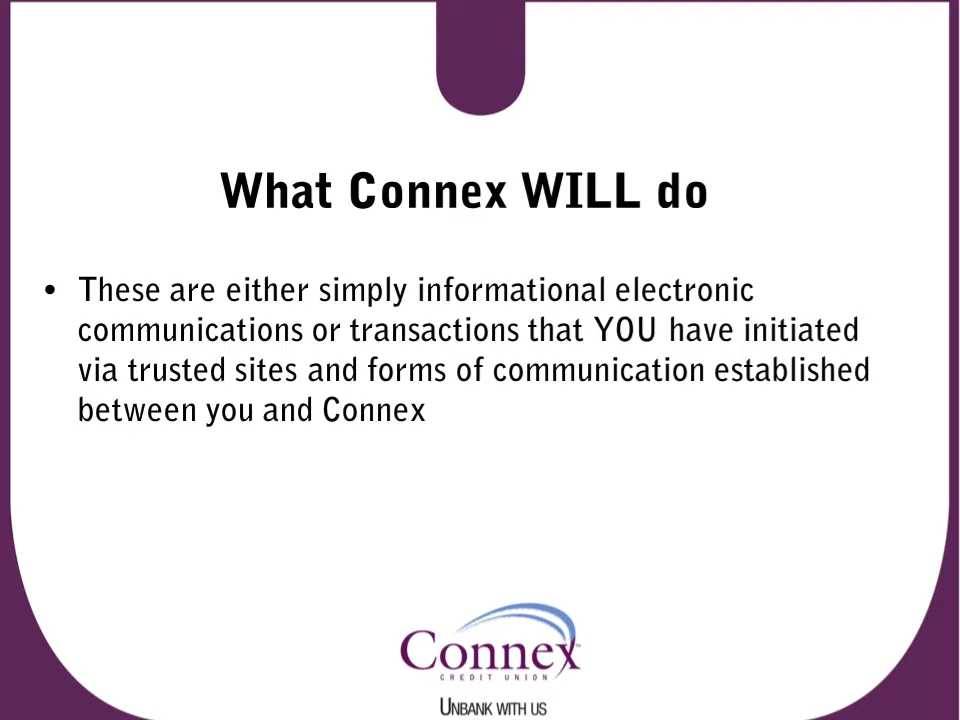 What Connex WILL do
• These are either simply informational electronic
communications or transactions that YOU have initiated
via trusted sites and forms of communication established
between you and Connex
Connex™
CREDIT UNION
UNBANK WITH US